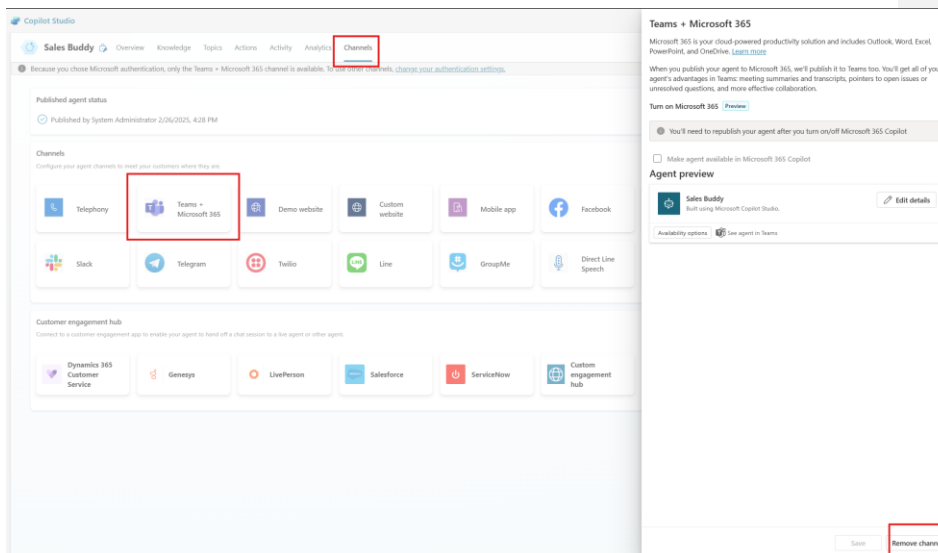 Copilot Studio
Sales Buddy Overview Knowledge Topics Actions Activity Analytics Channels
Because you chose Microsoft authentication, only the Teams + Microsoft 365 channel is available. To use other channels, change your authentication settings.
Published agent status
Published by System Administrator 2/26/2025, 4:28 PM
Channels
Configure your agent channels to meet your customers where they are.
Telephony
Teams +
Microsoft 365
Demo website
Custom
website
Mobile app
Facebook
Slack
Telegram
Twilio
LINE
Line
GroupMe
Direct Line
Speech
Customer engagement hub
Connect to a customer engagement app to enable your agent to hand off a chat session to a live agent or other agent.
Dynamics 365
Customer
Service
Genesys
LivePerson
Salesforce
ServiceNow
Custom
engagement
hub
Teams + Microsoft 365
Microsoft 365 is your cloud-powered productivity solution and includes Outlook, Word, Excel,
PowerPoint, and OneDrive. Learn more
When you publish your agent to Microsoft 365, we'll publish it to Teams too. You'll get all of you
agent's advantages in Teams: meeting summaries and transcripts, pointers to open issues or
unresolved questions, and more effective collaboration.
Turn on Microsoft 365 Preview
You'll need to republish your agent after you turn on/off Microsoft 365 Copilot
Make agent available in Microsoft 365 Copilot
Agent preview
Sales Buddy
Built using Microsoft Copilot Studio.
Edit details
Availability options See agent in Teams
Save Remove chann